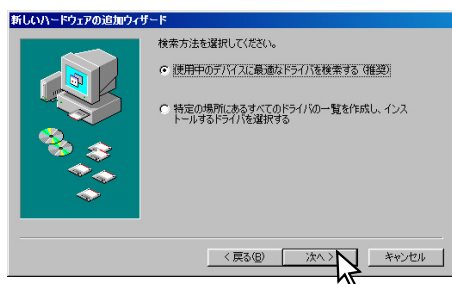 新しいハードウェアの追加ウィザード
検索方法を選択してください。
使用中のデバイスに最適なドライバを検索する (推奨)
特定の場所にあるすべてのドライバの一覧を作成し、インス
トールするドライバを選択する
< 戻る(B)
次へ >
キャンセル